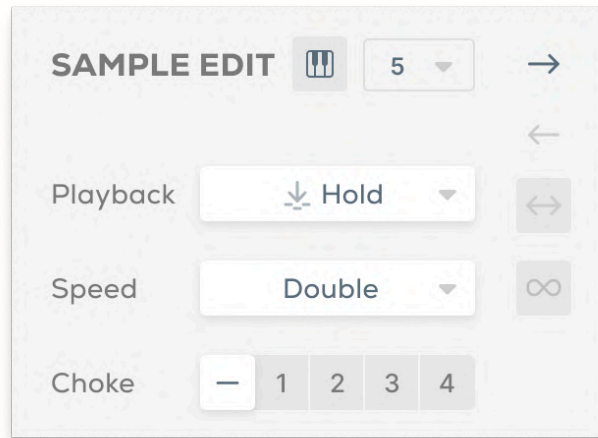 SAMPLE EDIT 5
Playback Hold
Speed Double
Choke — 1 2 3 4